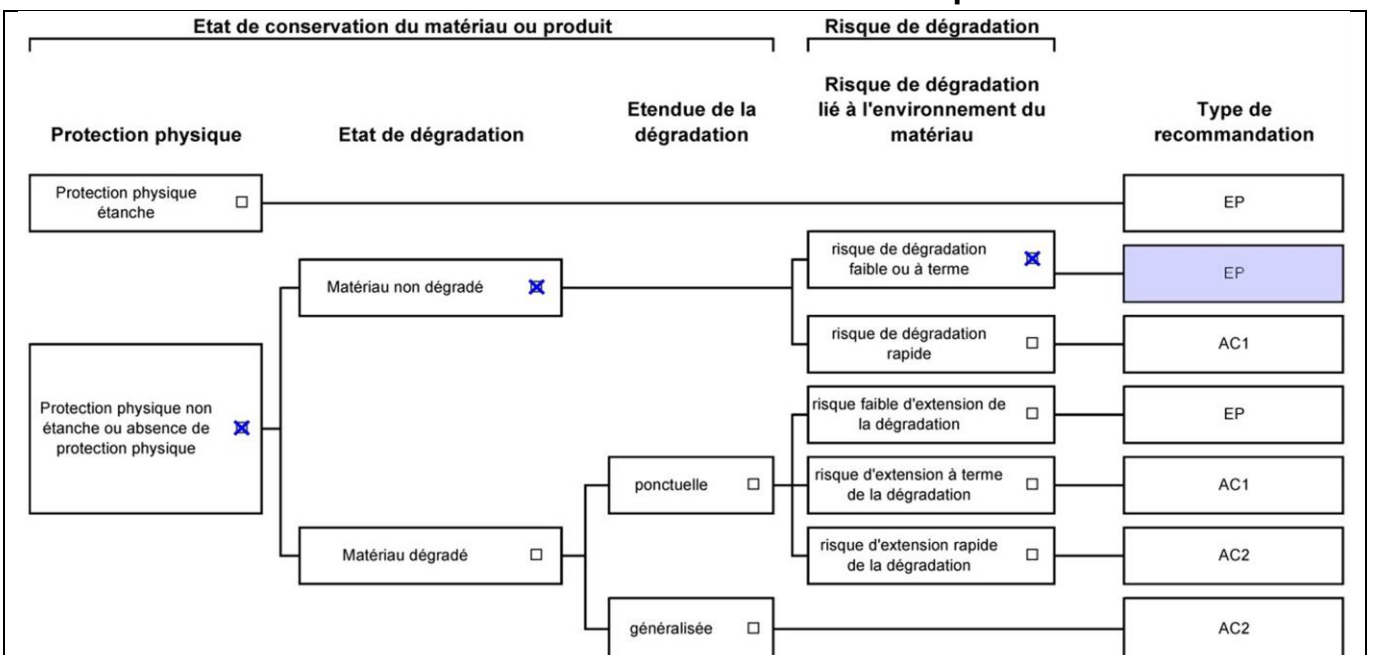 Etat de conservation du matériau ou produit
Risque de dégradation
Protection physique
Etat de dégradation
Etendue de la
dégradation
Risque de dégradation
lié à l'environnement du
matériau
Type de
recommandation
Protection physique
étanche
EP
risque de dégradation
faible ou à terme
EP
Matériau non dégradé
risque de dégradation
rapide
AC1
Protection physique non
étanche ou absence de
protection physique
risque faible d'extension de
la dégradation
EP
ponctuelle
risque d'extension à terme
de la dégradation
AC1
Matériau dégradé
risque d'extension rapide
de la dégradation
AC2
généralisée
AC2